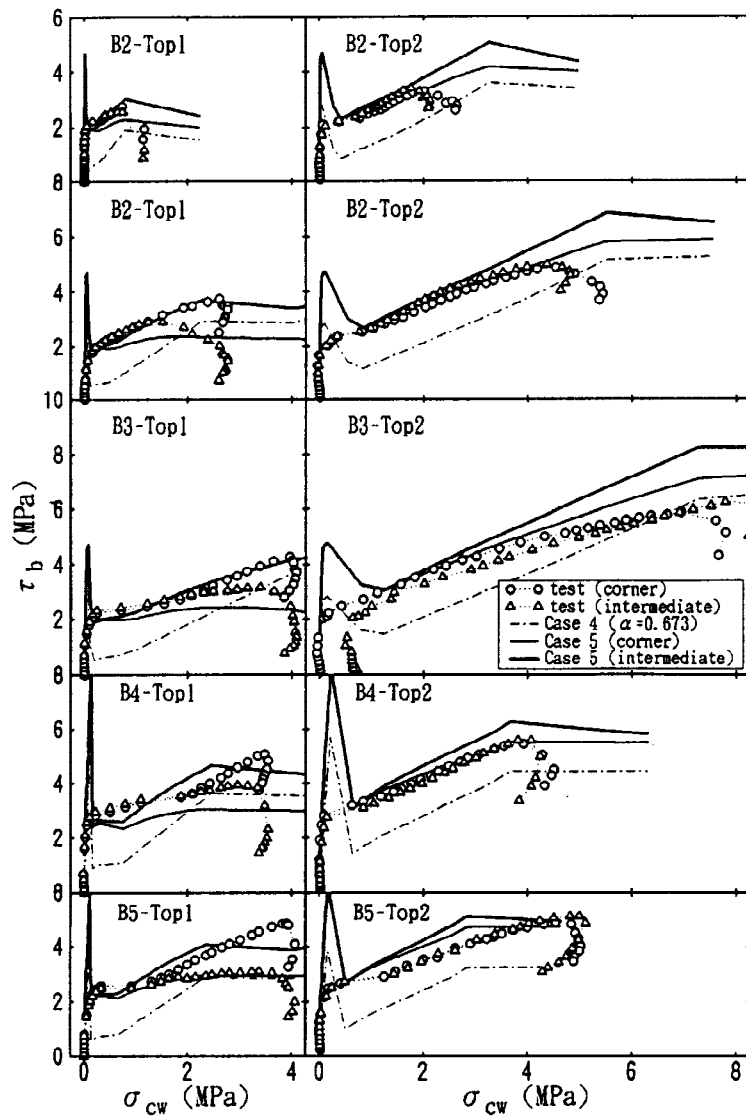 6
B2-Top1
B2-Top2
4
2
8
B2-Top1
B2-Top2
6
4
2
10
B3-Top1
B3-Top2
8
6
4
2
8
τb (MPa)
test (corner)
test (intermediate)
Case 4 (α=0.673)
Case 5 (corner)
Case 5 (intermediate)
B4-Top1
B4-Top2
6
4
2
8
B5-Top1
B5-Top2
4
2
0
0 2 4 0 2 4 6 8
σcw (MPa) σcw (MPa)